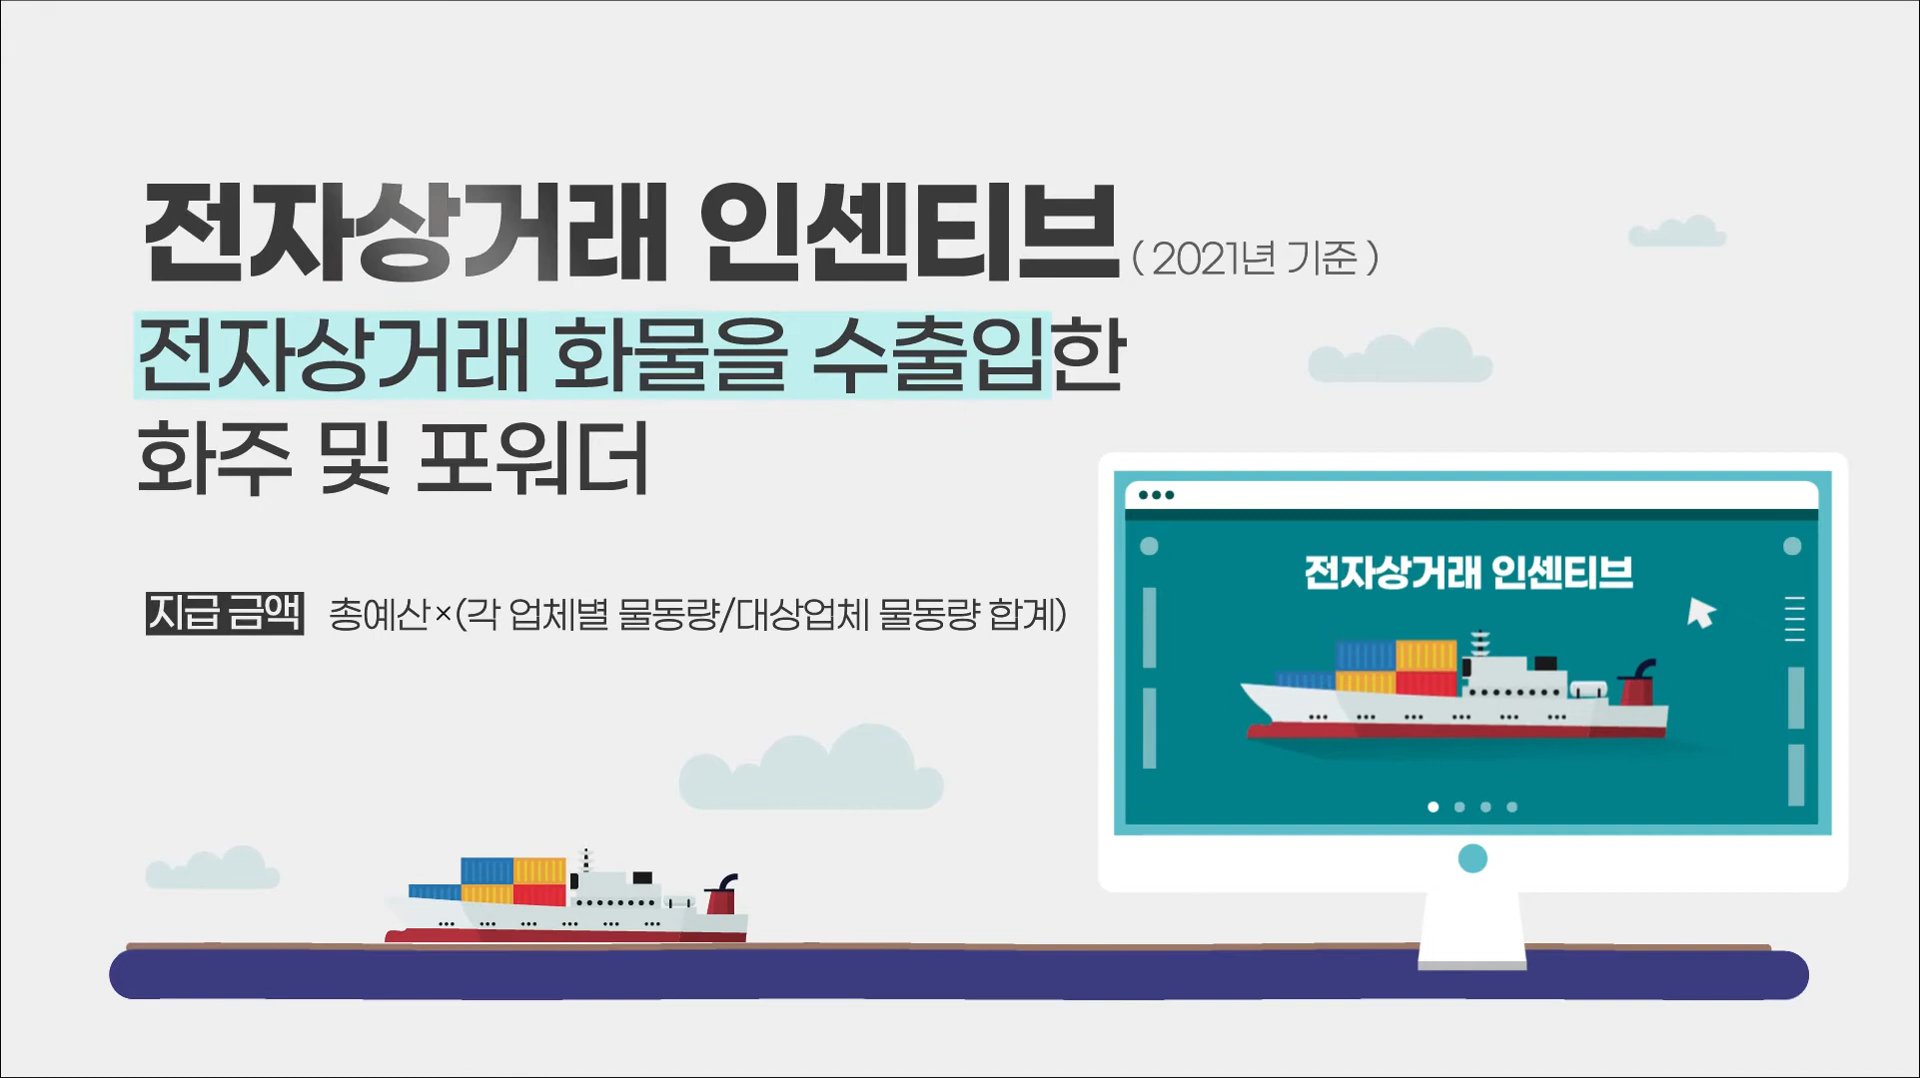 전자상거래 인센티브 ( 2021년 기준 )
전자상거래 화물을 수출입한
화주 및 포워더
지급 금액 총예산×(각 업체별 물동량/대상업체 물동량 합계)
전자상거래 인센티브